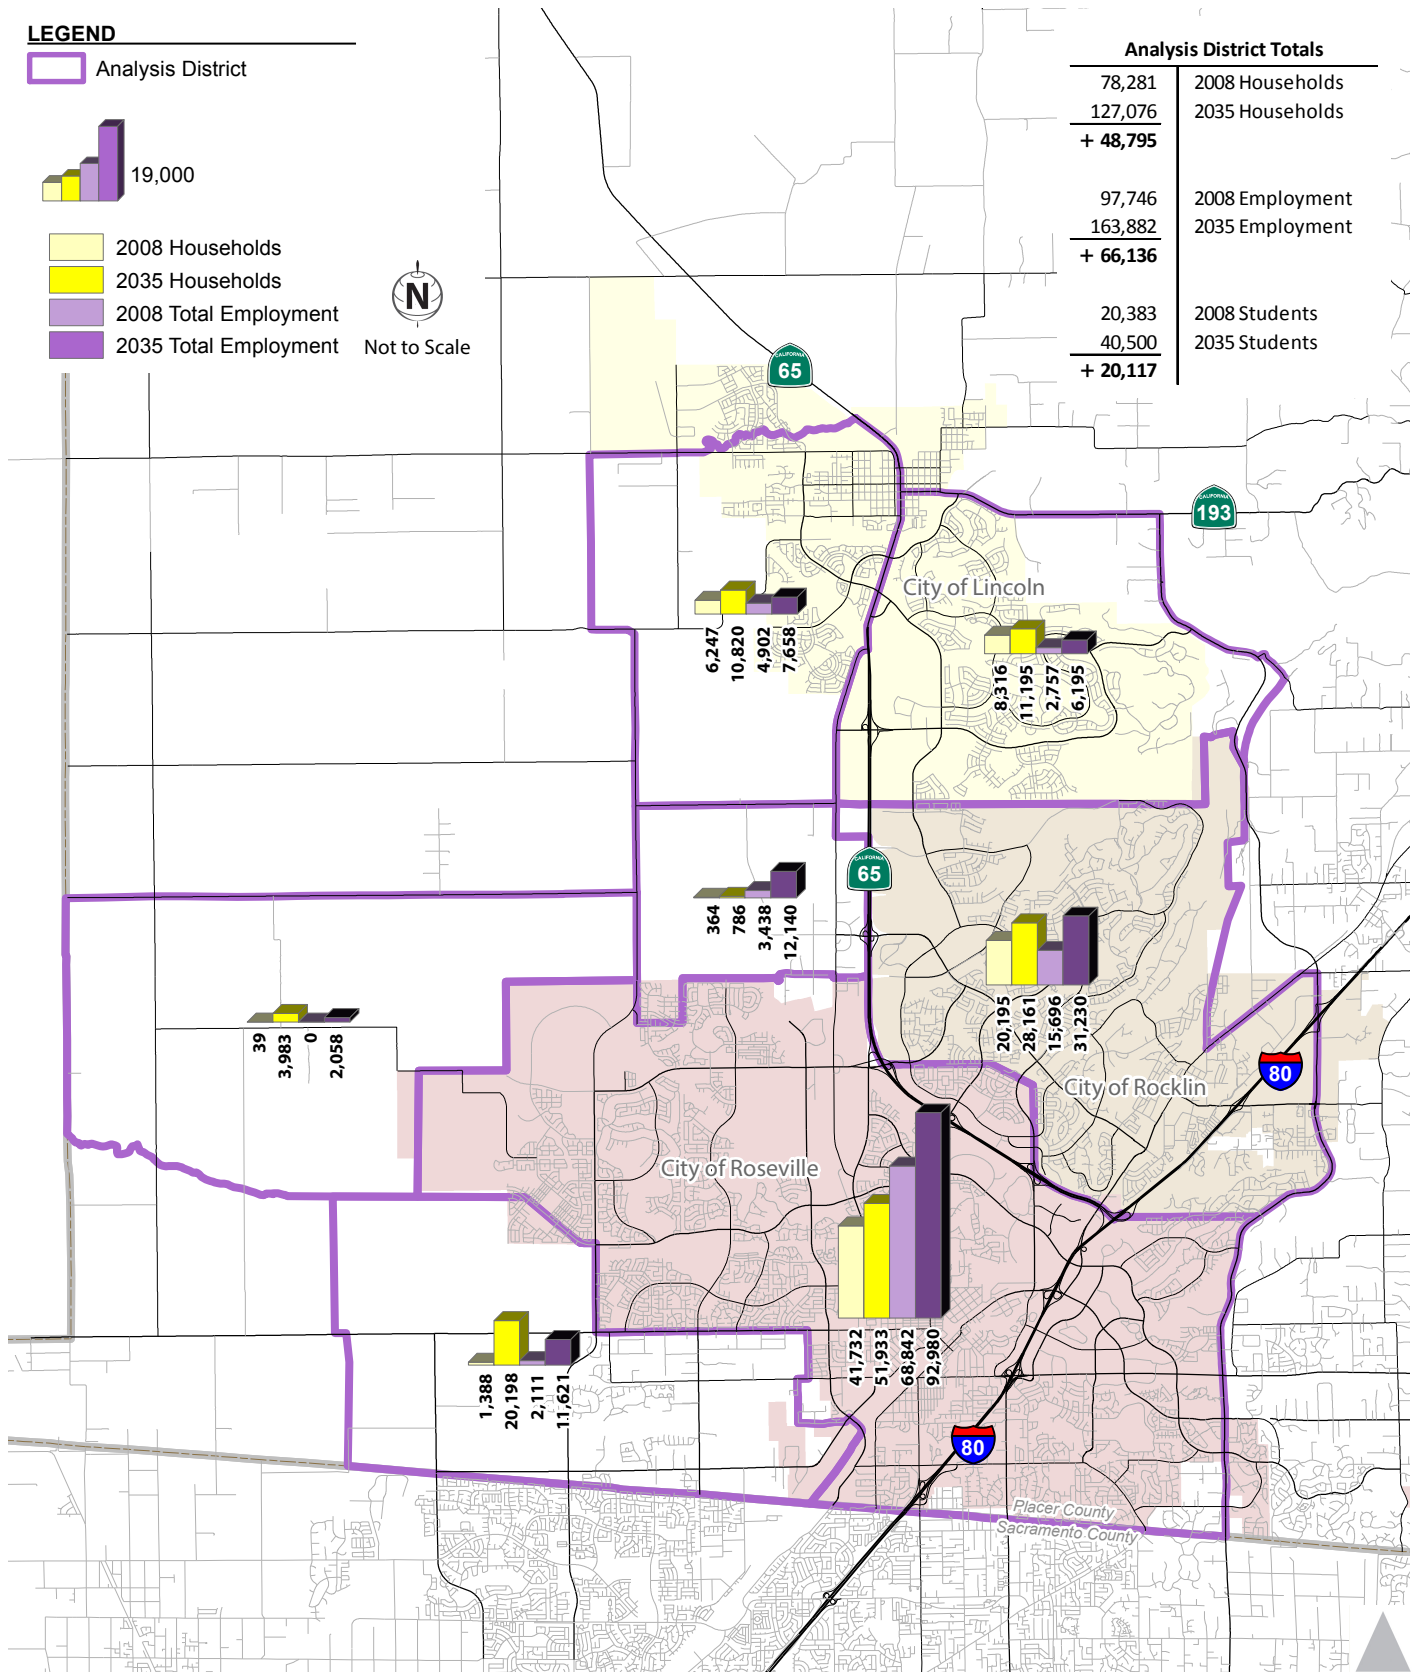 LEGEND
Analysis District
19,000
2008 Households
2035 Households
2008 Total Employment
2035 Total Employment
N
Not to Scale
Analysis District Totals
78,281 2008 Households
127,076 2035 Households
+ 48,795
97,746 2008 Employment
163,882 2035 Employment
+ 66,136
20,383 2008 Students
40,500 2035 Students
+ 20,117
CALIFORNIA
65
CALIFORNIA
193
City of Lincoln
6,247
10,820
4,902
7,658
8,316
11,195
2,757
6,195
CALIFORNIA
65
364
786
3,438
12,140
20,195
28,161
15,696
31,230
39
3,983
0
2,058
80
City of Rocklin
City of Roseville
41,732
51,933
68,842
92,980
1,388
20,198
2,111
11,621
80
Placer County
Sacramento County